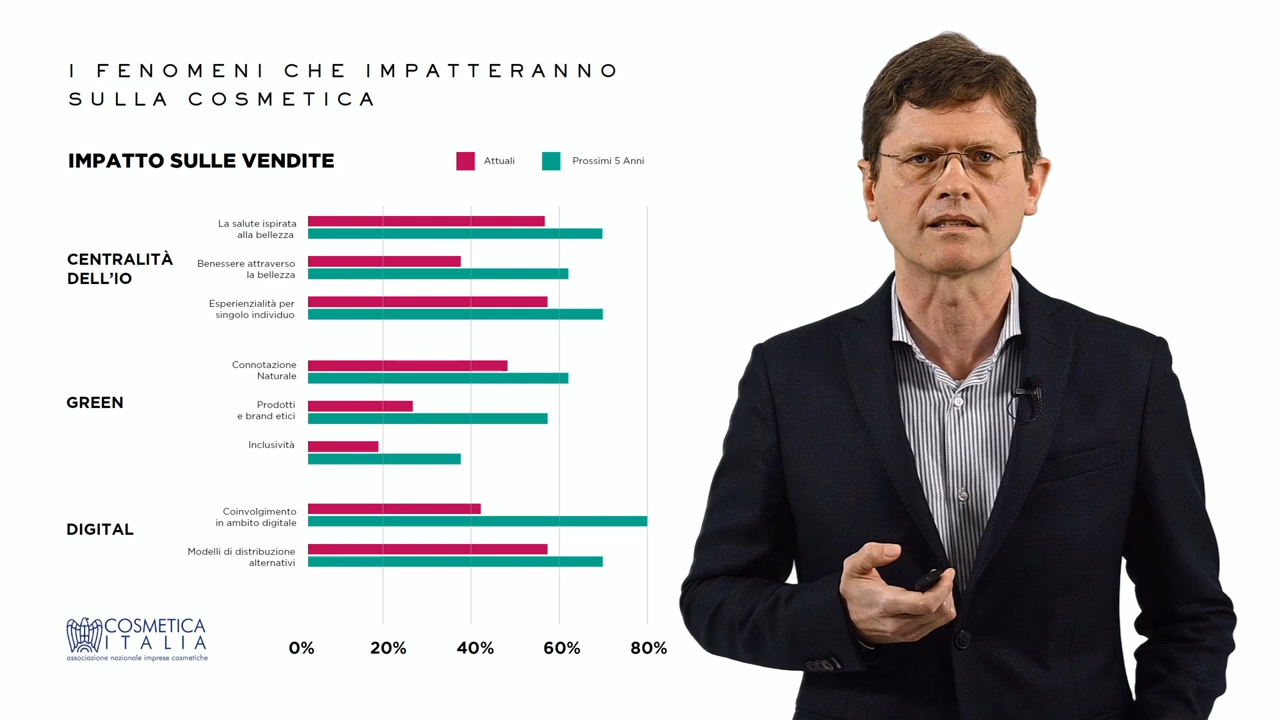 I FENOMENI CHE IMPATTERANNO
SULLA COSMETICA
IMPATTO SULLE VENDITE
Attuali
Prossimi 5 Anni
CENTRALITÀ
DELL'IO
La salute ispirata
alla bellezza
Benessere attraverso
la bellezza
Esperienzialità per
singolo individuo
GREEN
Connotazione
Naturale
Prodotti
e brand etici
Inclusività
DIGITAL
Coinvolgimento
in ambito digitale
Modelli di distribuzione
alternativi
0% 20% 40% 60% 80%
COSMETICA
ITALIA
associazione nazionale imprese cosmetiche